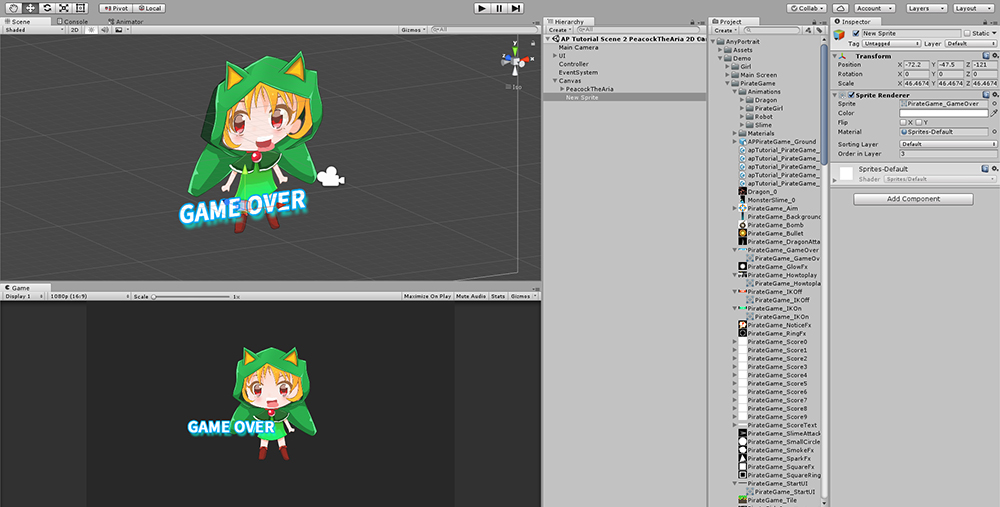 Pivot Local
Collab Account Layers Layout
Scene Console Animator
Shaded 2D Gizmos All
Iso
GAME OVER
Game
Display 1 1080p (16:9) Scale 1x Maximize On Play Mute Audio Stats Gizmos
GAME OVER
Hierarchy
Create All
AP Tutorial Scene 2 PeacockTheAria 2D Ca
Main Camera
UI
Controller
EventSystem
Canvas
PeacockTheAria
New Sprite
Project
Create
AnyPortrait
Assets
Demo
Girl
Main Screen
PirateGame
Animations
Dragon
PirateGirl
Robot
Slime
Materials
APPirateGame_Ground
apTutorial_PirateGame_
apTutorial_PirateGame_
apTutorial_PirateGame_
apTutorial_PirateGame_
apTutorial_PirateGame_
Dragon_0
MonsterSlime_0
PirateGame_Aim
PirateGame_Background
PirateGame_Bomb
PirateGame_Bullet
PirateGame_DragonAtta
PirateGame_GameOver
PirateGame_GameOv
PirateGame_GlowFx
PirateGame_Howtoplay
PirateGame_Howtopla
PirateGame_IKOff
PirateGame_IKOff
PirateGame_IKOn
PirateGame_IKOn
PirateGame_NoticeFx
PirateGame_RingFx
PirateGame_Score0
PirateGame_Score1
PirateGame_Score2
PirateGame_Score3
PirateGame_Score4
PirateGame_Score5
PirateGame_Score6
PirateGame_Score7
PirateGame_Score8
PirateGame_Score9
PirateGame_ScoreText
PirateGame_SlimeAttack
PirateGame_SmallCircle
PirateGame_SmokeFx
PirateGame_SparkFx
PirateGame_SquareFx
PirateGame_SquareRing
PirateGame_StartUI
PirateGame_StartUI
PirateGame_Tile
Inspector
New Sprite Static
Tag Untagged Layer Default
Transform
Position X -72.2 Y -47.5 Z -121
Rotation X 0 Y 0 Z 0
Scale X 46.4674 Y 46.4674 Z 46.4674
Sprite Renderer
Sprite PirateGame_GameOver
Color
Flip X Y
Material Sprites-Default
Sorting Layer Default
Order in Layer 3
Sprites-Default
Shader Sprites/Default
Add Component